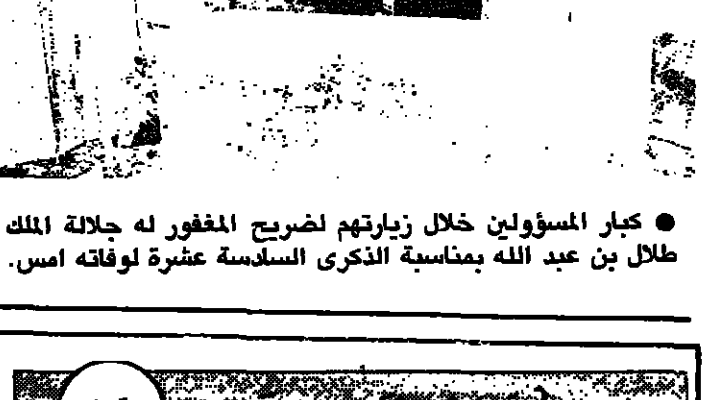 ● كبار المسؤولين خلال زيارتهم لضريح المغفور له جلالة الملك
طلال بن عبد الله بمناسبة الذكرى السادسة عشرة لوفاته امس.